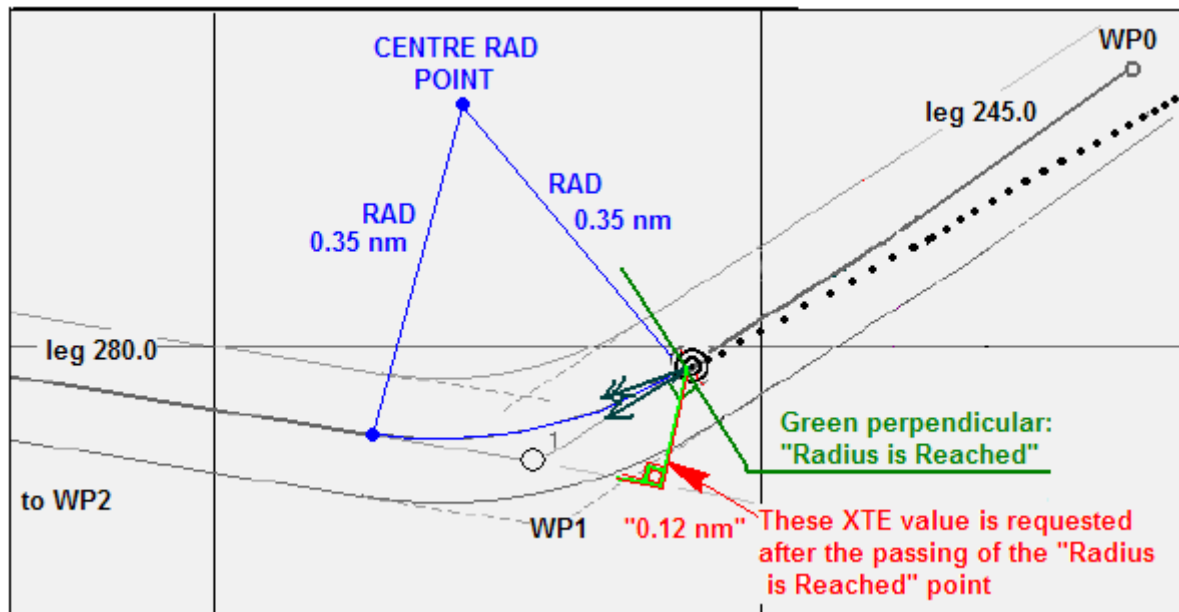 CENTRE RAD
POINT
WP0
leg 245.0
RAD
0.35 nm
RAD
0.35 nm
leg 280.0
1
Green perpendicular:
"Radius is Reached"
to WP2
WP1
"0.12 nm"
These XTE value is requested
after the passing of the "Radius
is Reached" point